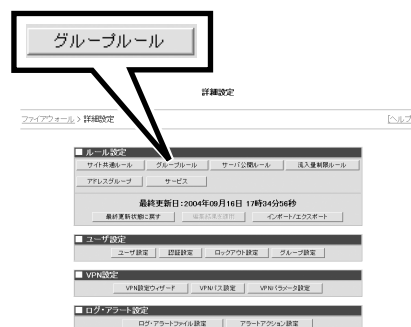 グループルール
詳細設定
ファイアウォール > 詳細設定 [ヘルプ
■ ルール設定
サイト共通ルール グループルール サーバ公開ルール 流入量制限ルール
アドレスグループ サービス
最終更新日:2004年09月16日 17時34分56秒
最終更新状態に戻す 編集結果を適用 インポート/エクスポート
■ ユーザ設定
ユーザ設定 認証設定 ロックアウト設定 グループ設定
■ VPN設定
VPN設定ウィザード VPNパス設定 VPNパラメータ設定
■ ログ・アラート設定
ログ・アラートファイル設定 アラートアクション設定